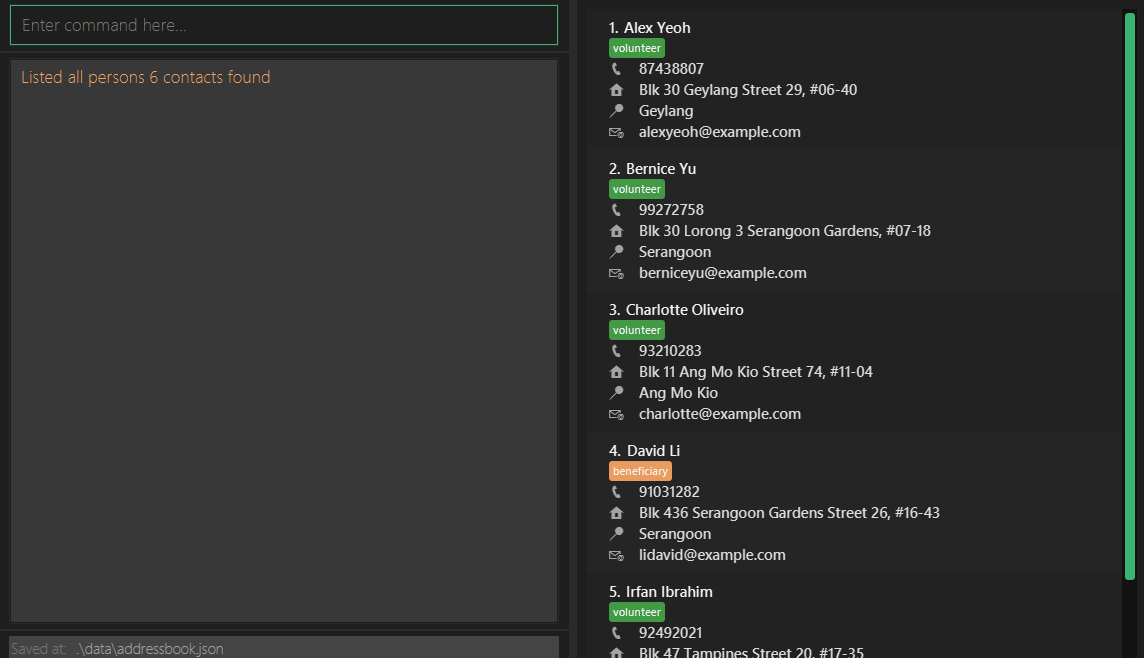 Enter command here...
Listed all persons 6 contacts found
Saved at: .\data\addressbook.json
1. Alex Yeoh
volunteer
87438807
Blk 30 Geylang Street 29, #06-40
Geylang
alexyeoh@example.com
2. Bernice Yu
volunteer
99272758
Blk 30 Lorong 3 Serangoon Gardens, #07-18
Serangoon
berniceyu@example.com
3. Charlotte Oliveiro
volunteer
93210283
Blk 11 Ang Mo Kio Street 74, #11-04
Ang Mo Kio
charlotte@example.com
4. David Li
beneficiary
91031282
Blk 436 Serangoon Gardens Street 26, #16-43
Serangoon
lidavid@example.com
5. Irfan Ibrahim
volunteer
92492021
Blk 47 Tampines Street 20, #17-35